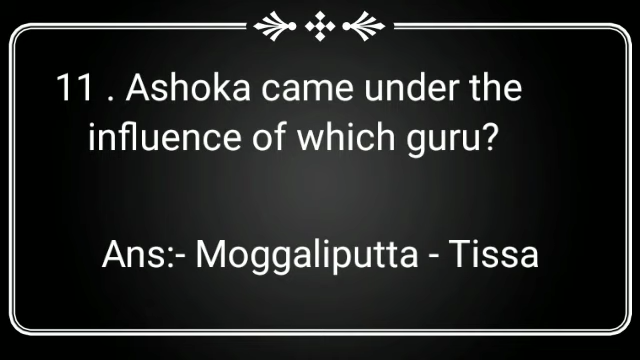 11 . Ashoka came under the
influence of which guru?
Ans:- Moggaliputta - Tissa